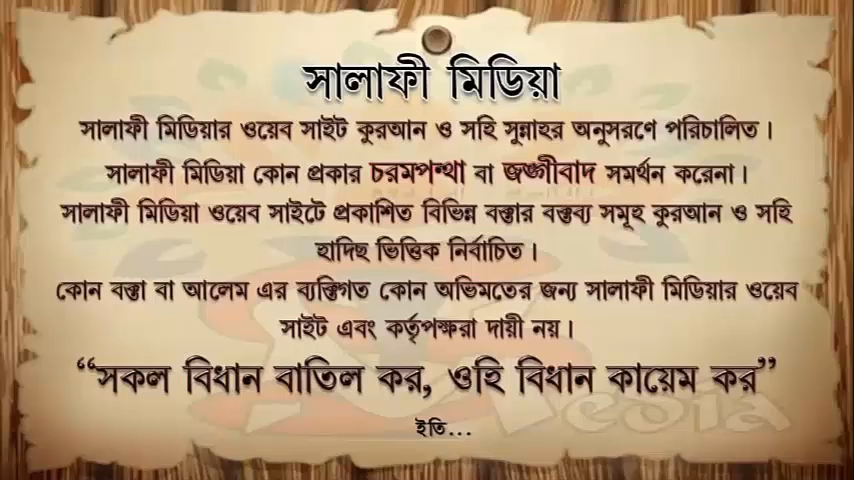 সালাফী মিডিয়া
সালাফী মিডিয়ার ওয়েব সাইট কুরআন ও সহি সুন্নাহর অনুসরণে পরিচালিত।
সালাফী মিডিয়া কোন প্রকার চরমপন্থা বা জঙ্গীবাদ সমর্থন করেনা।
সালাফী মিডিয়া ওয়েব সাইটে প্রকাশিত বিভিন্ন বক্তার বক্তব্য সমূহ কুরআন ও সহি
হাদিছ ভিত্তিক নির্বাচিত।
কোন বক্তা বা আলেম এর ব্যক্তিগত কোন অভিমতের জন্য সালাফী মিডিয়ার ওয়েব
সাইট এবং কর্তৃপক্ষরা দায়ী নয়।
“সকল বিধান বাতিল কর, ওহি বিধান কায়েম কর”
edia
ইতি...